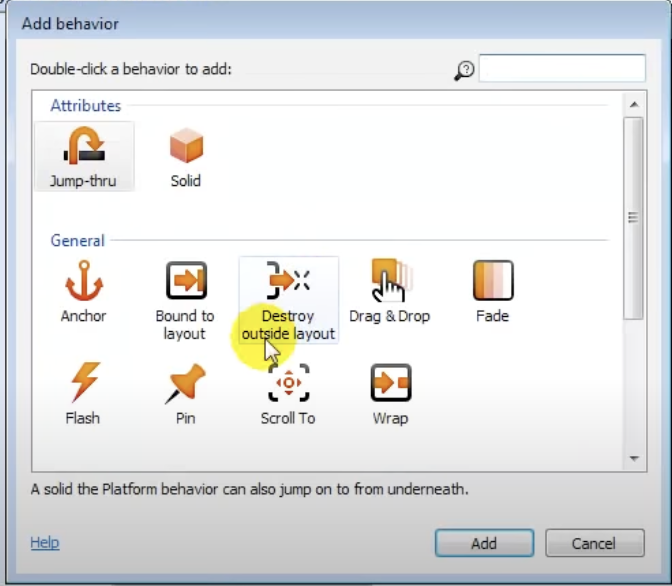 Add behavior
Double-click a behavior to add:
Attributes
Jump-thru
Solid
General
Anchor
Bound to
layout
Destroy
outside layout
Drag & Drop
Fade
Flash
Pin
Scroll To
Wrap
A solid the Platform behavior can also jump on to from underneath.
Help
Add
Cancel